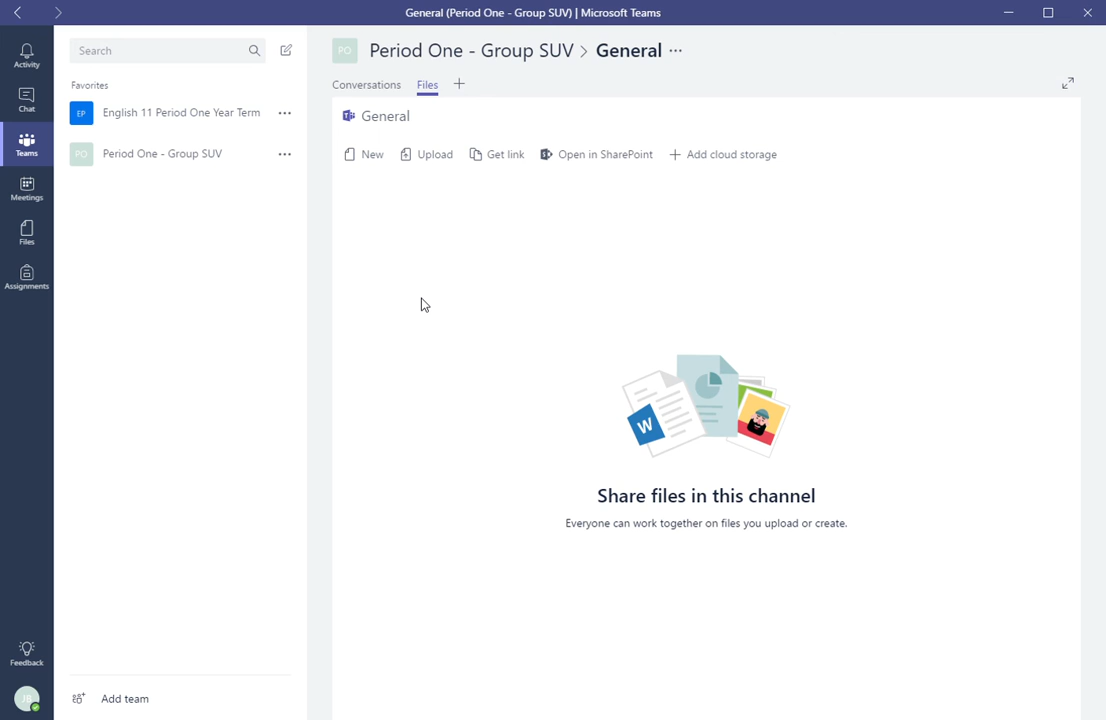 General (Period One - Group SUV) | Microsoft Teams
Activity
Chat
Teams
Meetings
Files
Assignments
Feedback
JB
Search
Favorites
EP English 11 Period One Year Term ...
PO Period One - Group SUV ...
Add team
PO Period One - Group SUV > General ...
Conversations Files +
General
New Upload Get link Open in SharePoint + Add cloud storage
W
Share files in this channel
Everyone can work together on files you upload or create.